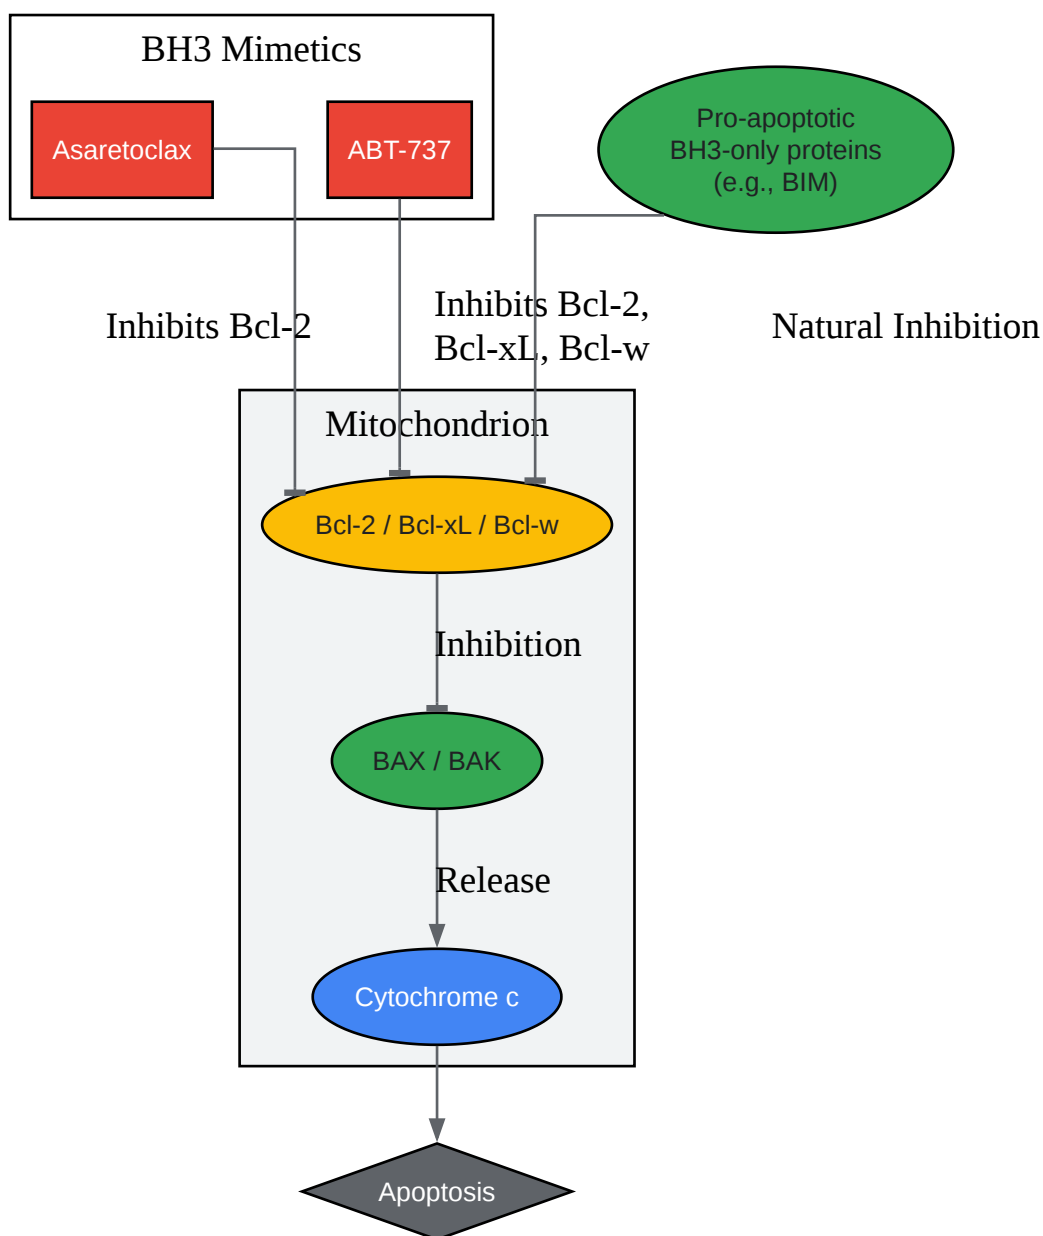 BH3 Mimetics
Asaretoclax
ABT-737
Pro-apoptotic
BH3-only proteins
(e.g., BIM)
Inhibits Bcl-2
Inhibits Bcl-2,
Bcl-xL, Bcl-w
Natural Inhibition
Mitochondrion
Bcl-2 / Bcl-xL / Bcl-w
Inhibition
BAX / BAK
Release
Cytochrome c
Apoptosis